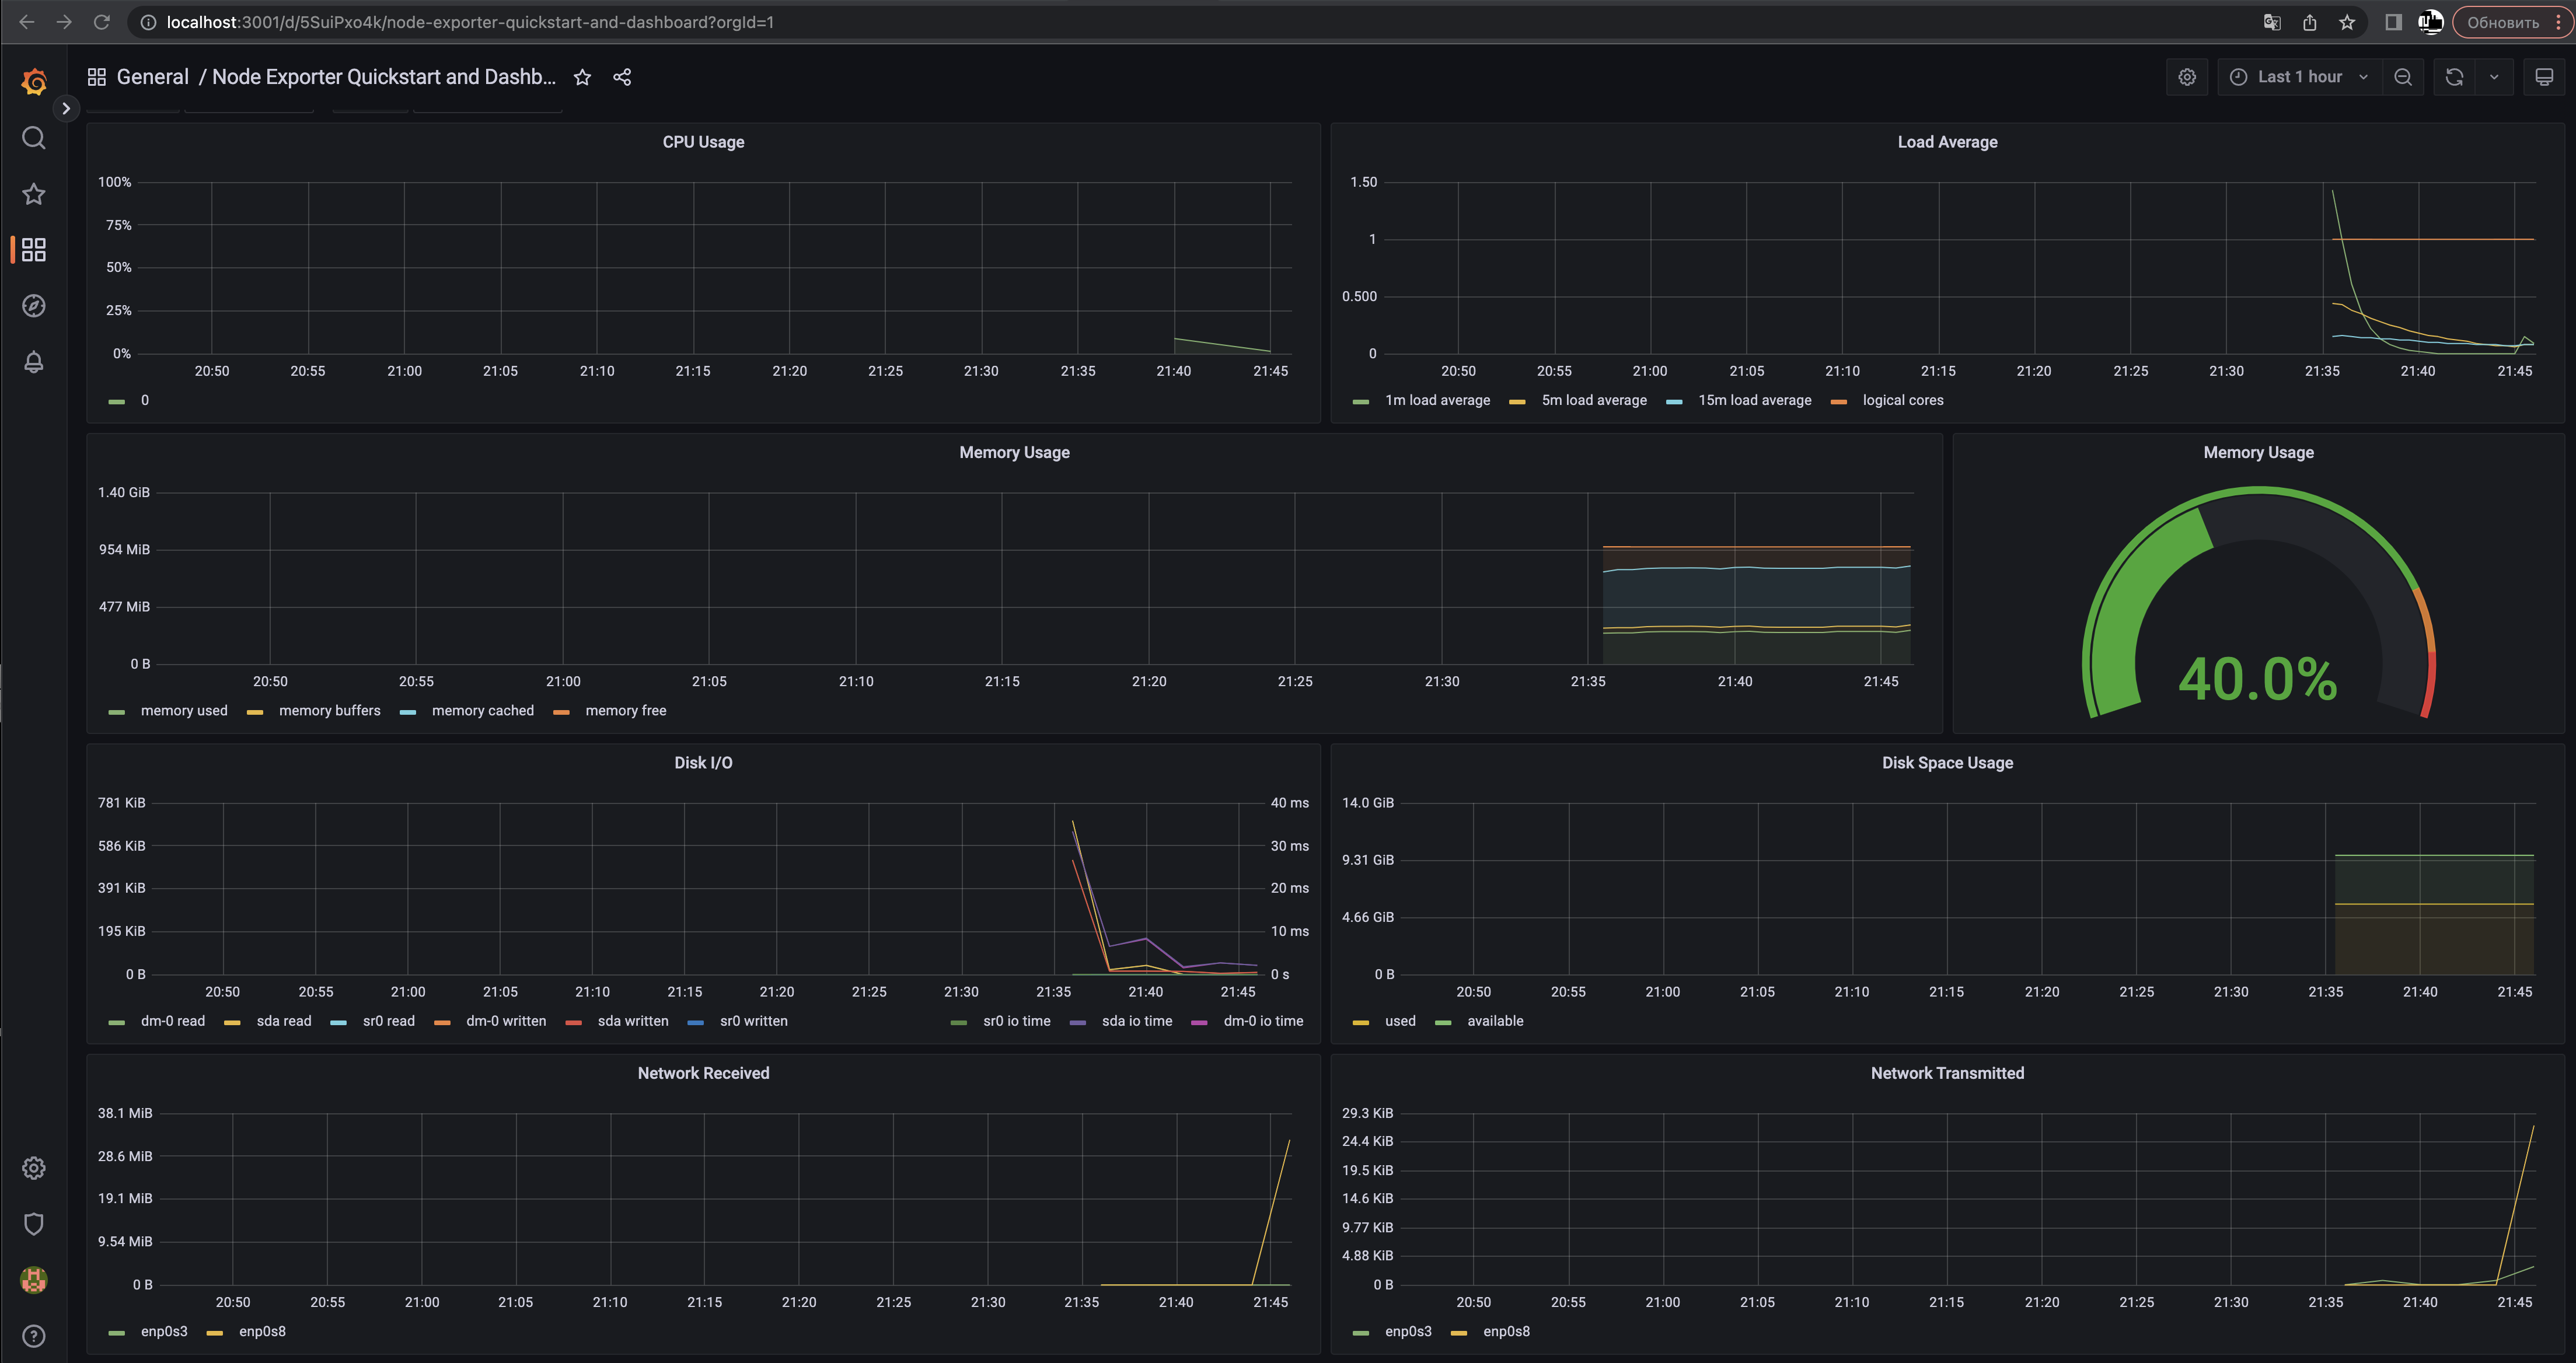 localhost:3001/d/5SuiPxo4k/node-exporter-quickstart-and-dashboard?orgId=1
Обновить
General / Node Exporter Quickstart and Dashb...
Last 1 hour
CPU Usage
100%
75%
50%
25%
0%
20:50 20:55 21:00 21:05 21:10 21:15 21:20 21:25 21:30 21:35 21:40 21:45
0
Load Average
1.50
1
0.500
0
20:50 20:55 21:00 21:05 21:10 21:15 21:20 21:25 21:30 21:35 21:40 21:45
1m load average 5m load average 15m load average logical cores
Memory Usage
1.40 GiB
954 MiB
477 MiB
0 B
20:50 20:55 21:00 21:05 21:10 21:15 21:20 21:25 21:30 21:35 21:40 21:45
memory used memory buffers memory cached memory free
Memory Usage
40.0%
Disk I/O
781 KiB 40 ms
586 KiB 30 ms
391 KiB 20 ms
195 KiB 10 ms
0 B 0 s
20:50 20:55 21:00 21:05 21:10 21:15 21:20 21:25 21:30 21:35 21:40 21:45
dm-0 read sda read sr0 read dm-0 written sda written sr0 written sr0 io time sda io time dm-0 io time
Disk Space Usage
14.0 GiB
9.31 GiB
4.66 GiB
0 B
20:50 20:55 21:00 21:05 21:10 21:15 21:20 21:25 21:30 21:35 21:40 21:45
used available
Network Received
38.1 MiB
28.6 MiB
19.1 MiB
9.54 MiB
0 B
20:50 20:55 21:00 21:05 21:10 21:15 21:20 21:25 21:30 21:35 21:40 21:45
enp0s3 enp0s8
Network Transmitted
29.3 KiB
24.4 KiB
19.5 KiB
14.6 KiB
9.77 KiB
4.88 KiB
0 B
20:50 20:55 21:00 21:05 21:10 21:15 21:20 21:25 21:30 21:35 21:40 21:45
enp0s3 enp0s8